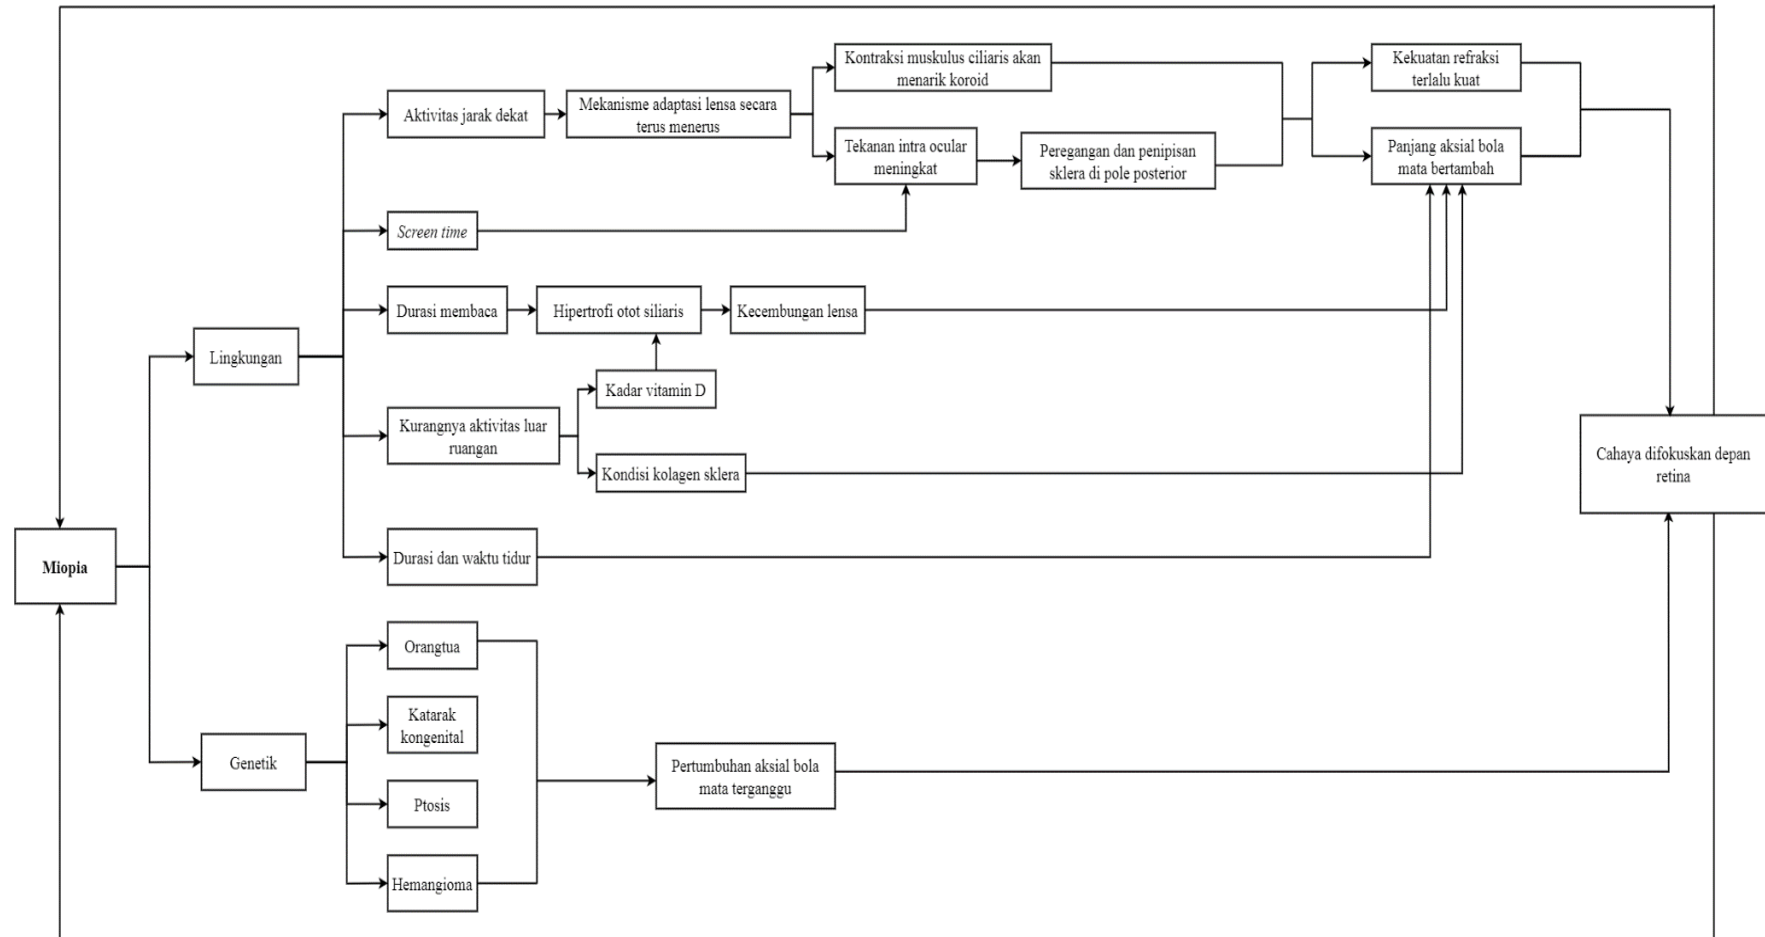 Kontraksi muskulus ciliaris akan
menarik koroid
Kekuatan refraksi
terlalu kuat
Aktivitas jarak dekat
Mekanisme adaptasi lensa secara
terus menerus
Tekanan intra ocular
meningkat
Peregangan dan penipisan
sklera di pole posterior
Panjang aksial bola
mata bertambah
Screen time
Durasi membaca
Hipertrofi otot siliaris
Kecembungan lensa
Lingkungan
Kadar vitamin D
Kurangnya aktivitas luar
ruangan
Kondisi kolagen sklera
Cahaya difokuskan depan
retina
Durasi dan waktu tidur
Miopia
Orangtua
Katarak
kongenital
Genetik
Pertumbuhan aksial bola
mata terganggu
Ptosis
Hemangioma